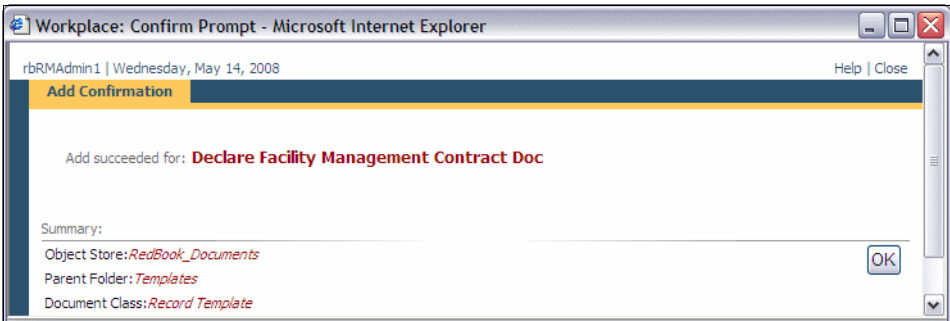 Workplace: Confirm Prompt - Microsoft Internet Explorer
rbRMAdmin1 | Wednesday, May 14, 2008 Help | Close
Add Confirmation
Add succeeded for: Declare Facility Management Contract Doc
Summary:
Object Store:RedBook_Documents
OK
Parent Folder:Templates
Document Class:Record Template